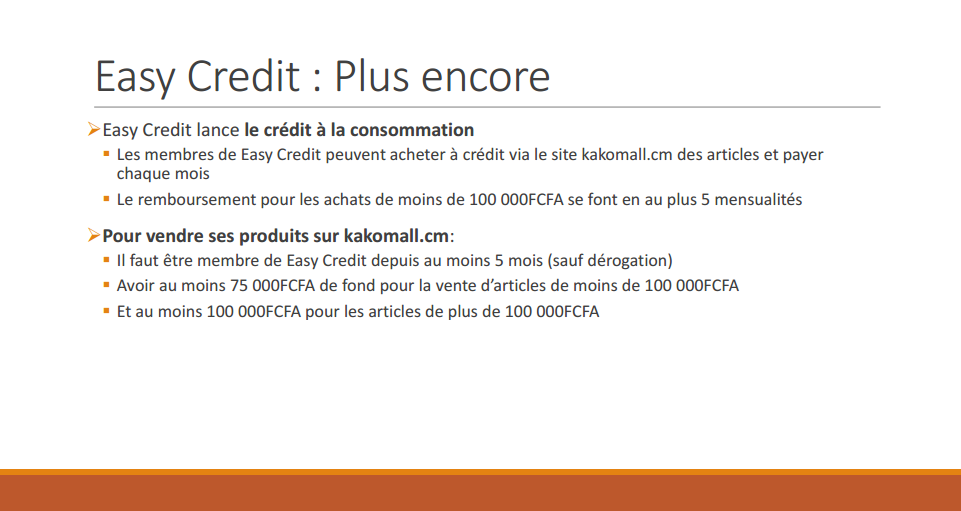 Easy Credit : Plus encore
Easy Credit lance le crédit à la consommation
Les membres de Easy Credit peuvent acheter à crédit via le site kakomall.cm des articles et payer
chaque mois
Le remboursement pour les achats de moins de 100 000FCFA se font en au plus 5 mensualités
Pour vendre ses produits sur kakomall.cm:
Il faut être membre de Easy Credit depuis au moins 5 mois (sauf dérogation)
Avoir au moins 75 000FCFA de fond pour la vente d’articles de moins de 100 000FCFA
Et au moins 100 000FCFA pour les articles de plus de 100 000FCFA